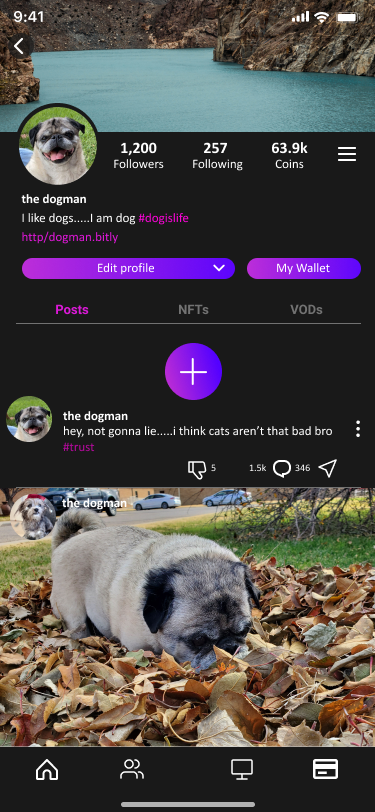 9:41
1,200 257 63.9k
Followers Following Coins
the dogman
I like dogs.....I am dog #dogislife
http/dogman.bitly
Edit profile My Wallet
Posts NFTs VODs
the dogman
hey, not gonna lie.....i think cats aren't that bad bro
#trust
5 1.5k 346
the dogman